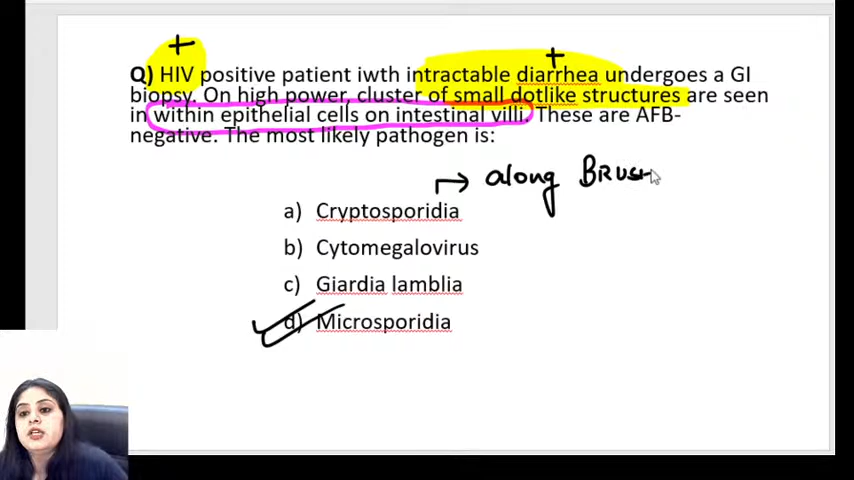 + +
Q) HIV positive patient iwth intractable diarrhea undergoes a GI
biopsy. On high power, cluster of small dotlike structures are seen
in within epithelial cells on intestinal villi. These are AFB-
negative. The most likely pathogen is:
→ along Brush
a) Cryptosporidia
b) Cytomegalovirus
c) Giardia lamblia
d) Microsporidia